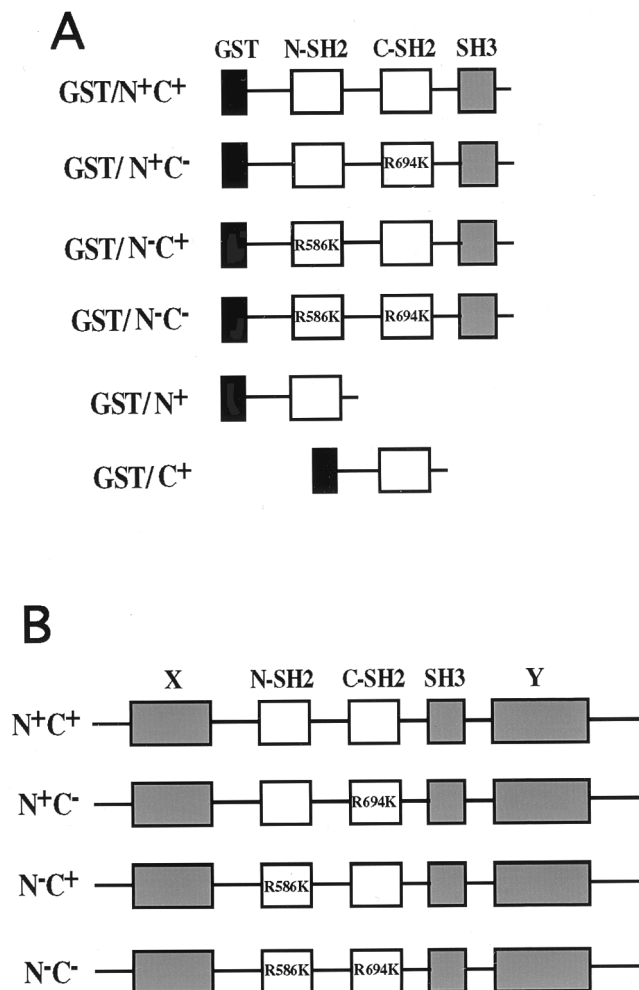 A
GST N-SH2 C-SH2 SH3
GST/N+C+
GST/N+C- R694K
GST/N-C+ R586K
GST/N-C- R586K R694K
GST/N+
GST/C+
B
X N-SH2 C-SH2 SH3 Y
N+C+
N+C- R694K
N-C+ R586K
N-C- R586K R694K